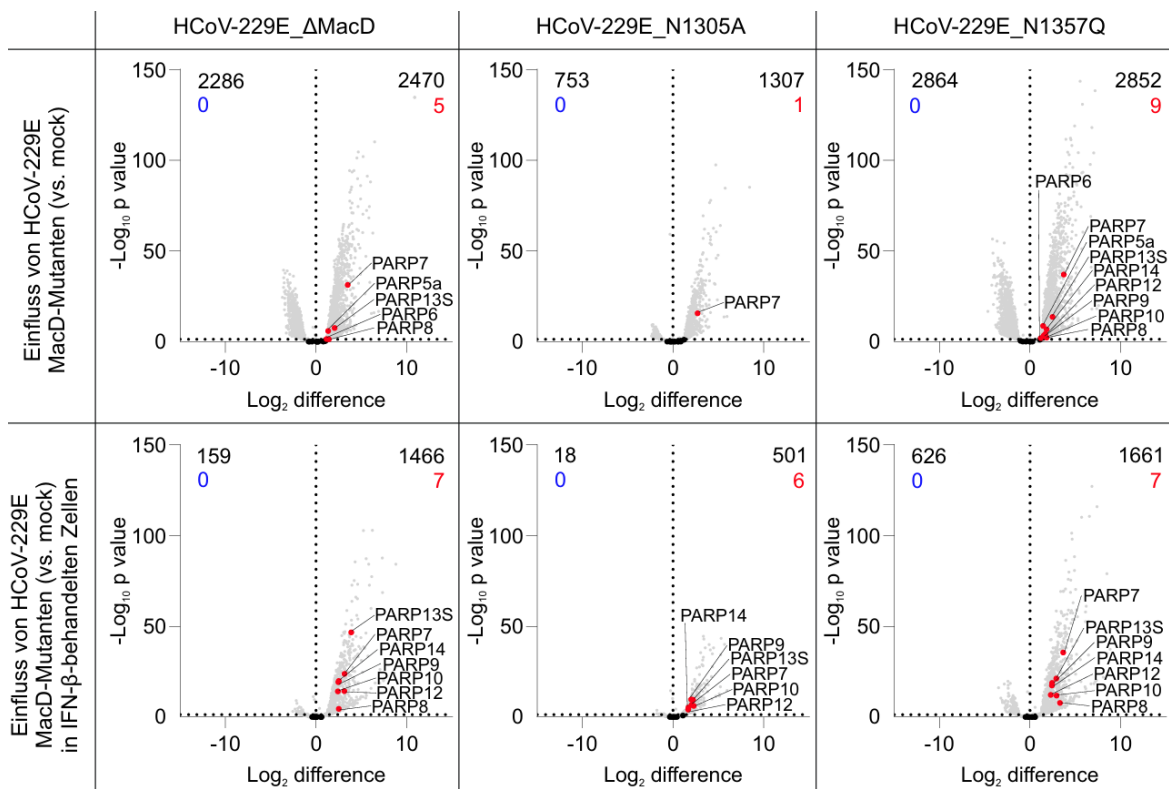 HCoV-229E_ΔMacD
HCoV-229E_N1305A
HCoV-229E_N1357Q
Einfluss von HCoV-229E
MacD-Mutanten (vs. mock)
150
100
50
0
-Log₁₀ p value
2286
0
2470
5
PARP7
PARP5a
PARP13S
PARP6
PARP8
-10
0
10
Log₂ difference
150
100
50
0
-Log₁₀ p value
753
0
1307
1
PARP7
-10
0
10
Log₂ difference
150
100
50
0
-Log₁₀ p value
2864
0
2852
9
PARP6
PARP7
PARP5a
PARP13S
PARP14
PARP12
PARP9
PARP10
PARP8
-10
0
10
Log₂ difference
Einfluss von HCoV-229E
MacD-Mutanten (vs. mock)
in IFN-β-behandelten Zellen
150
100
50
0
-Log₁₀ p value
159
0
1466
7
PARP13S
PARP7
PARP14
PARP9
PARP10
PARP12
PARP8
-10
0
10
Log₂ difference
150
100
50
0
-Log₁₀ p value
18
0
501
6
PARP14
PARP9
PARP13S
PARP7
PARP10
PARP12
-10
0
10
Log₂ difference
150
100
50
0
-Log₁₀ p value
626
0
1661
7
PARP7
PARP13S
PARP9
PARP14
PARP12
PARP10
PARP8
-10
0
10
Log₂ difference